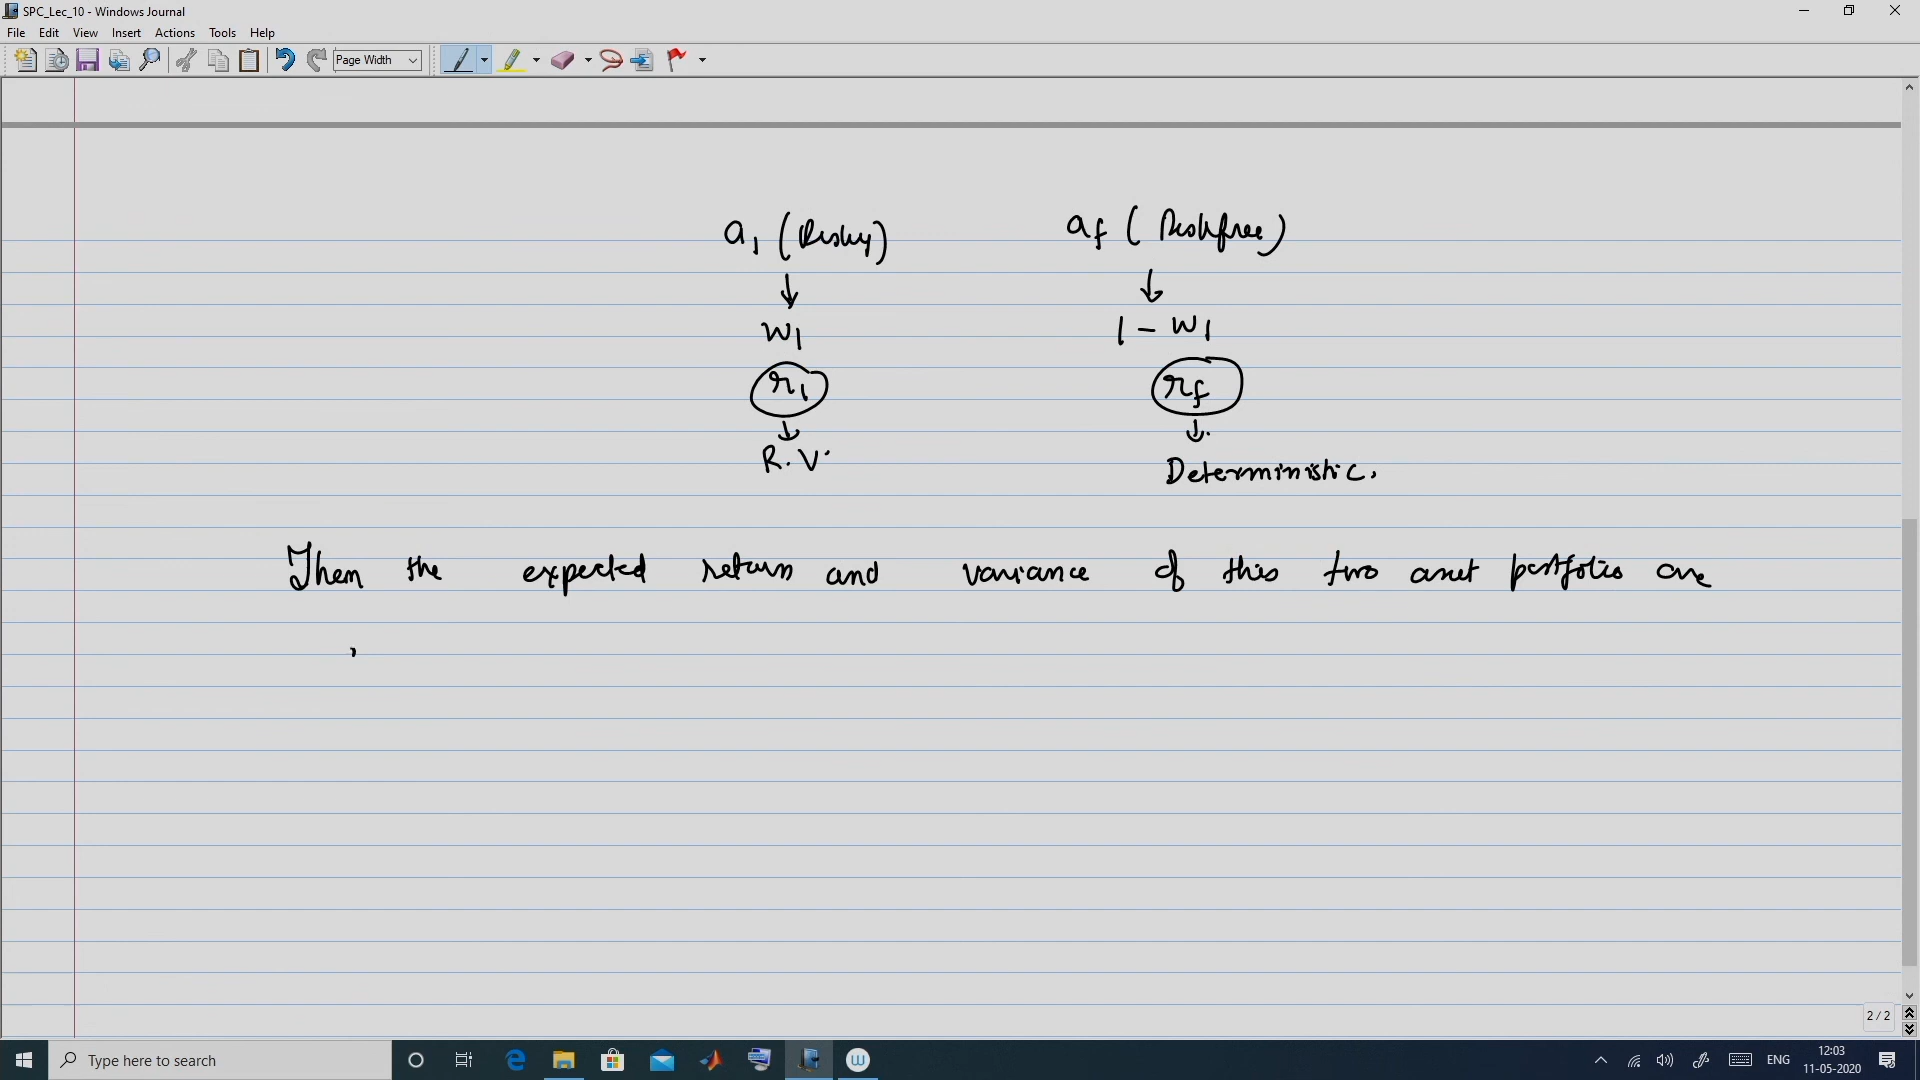 SPC_Lec_10 - Windows Journal
File Edit View Insert Actions Tools Help
Page Width
a1 (Risky) af (Riskfree)
w1 1 - w1
r1 rf
R.V. Deterministic.
Then the expected return and variance of this two asset portfolio are
2 / 2
Type here to search
ENG
12:03
11-05-2020